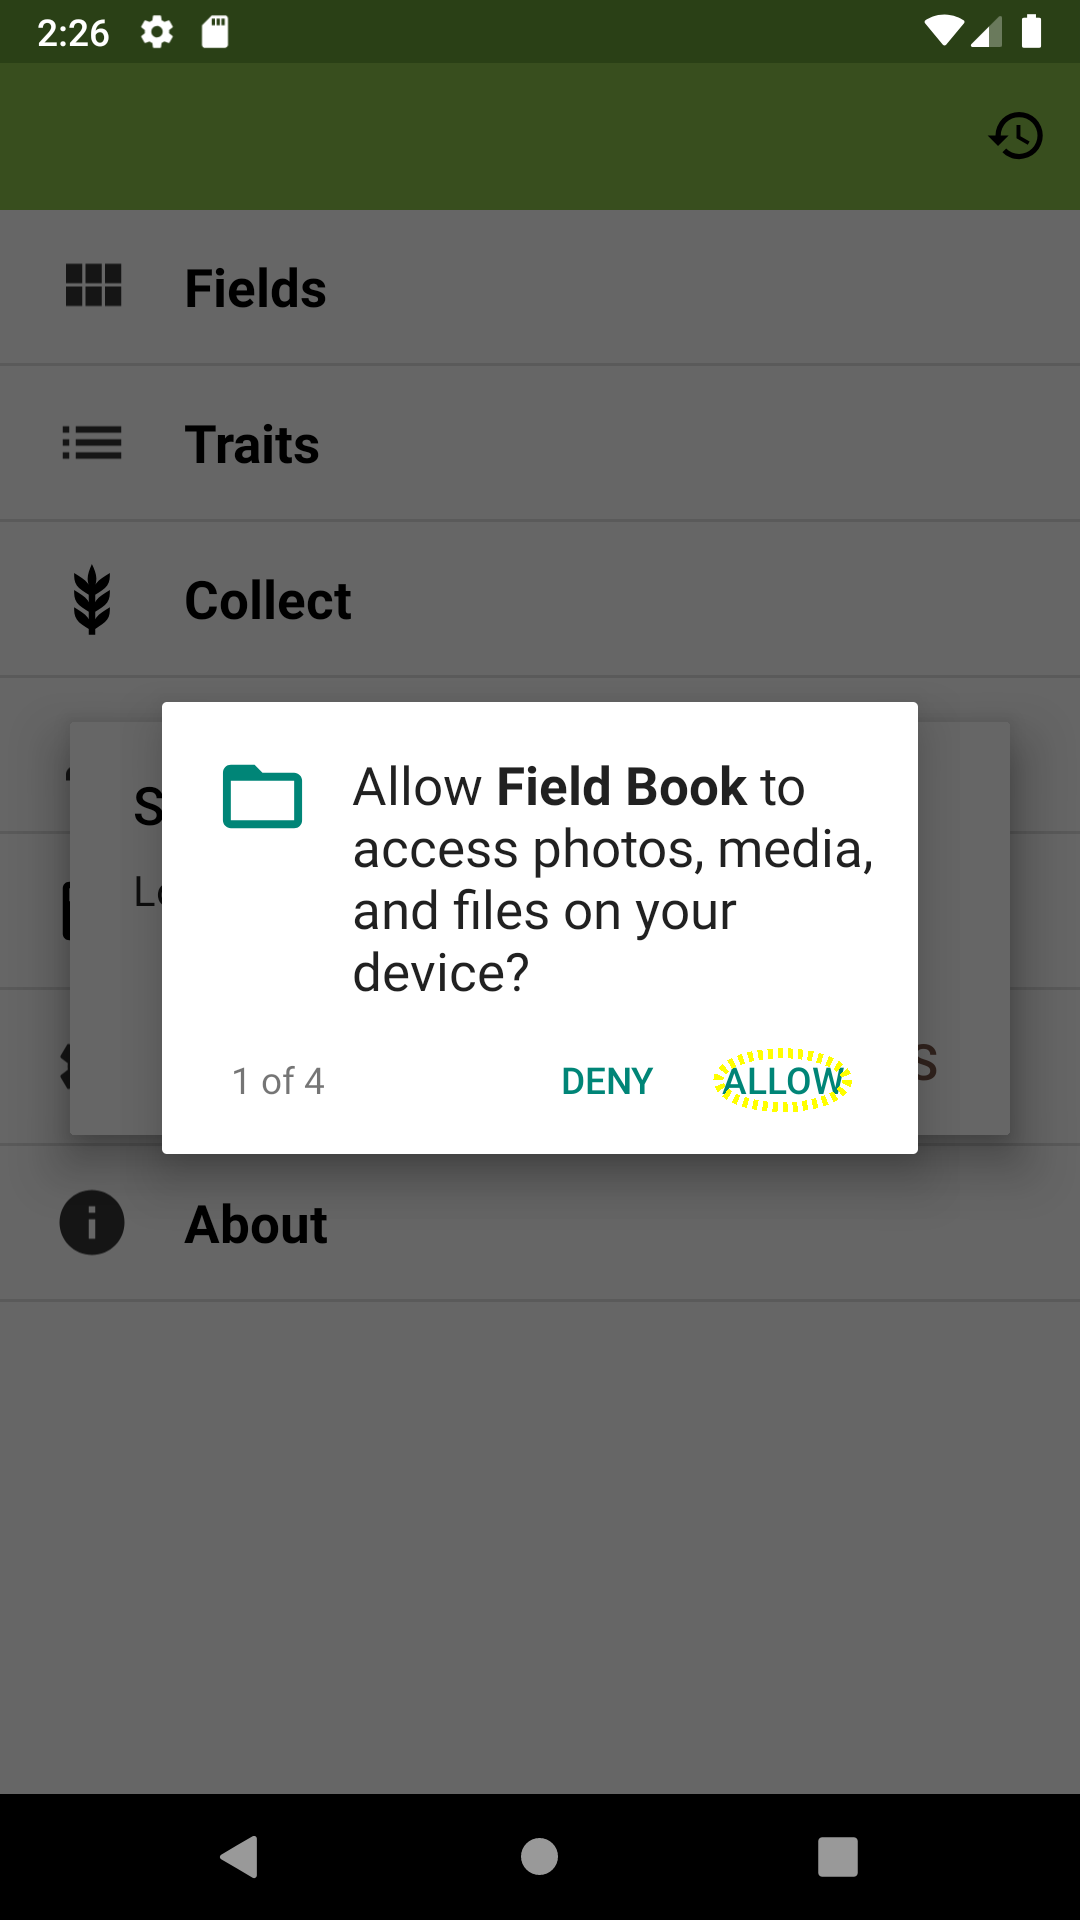 2:26
Fields
Traits
Collect
Allow Field Book to
access photos, media,
and files on your
device?
1 of 4
DENY
ALLOW
About